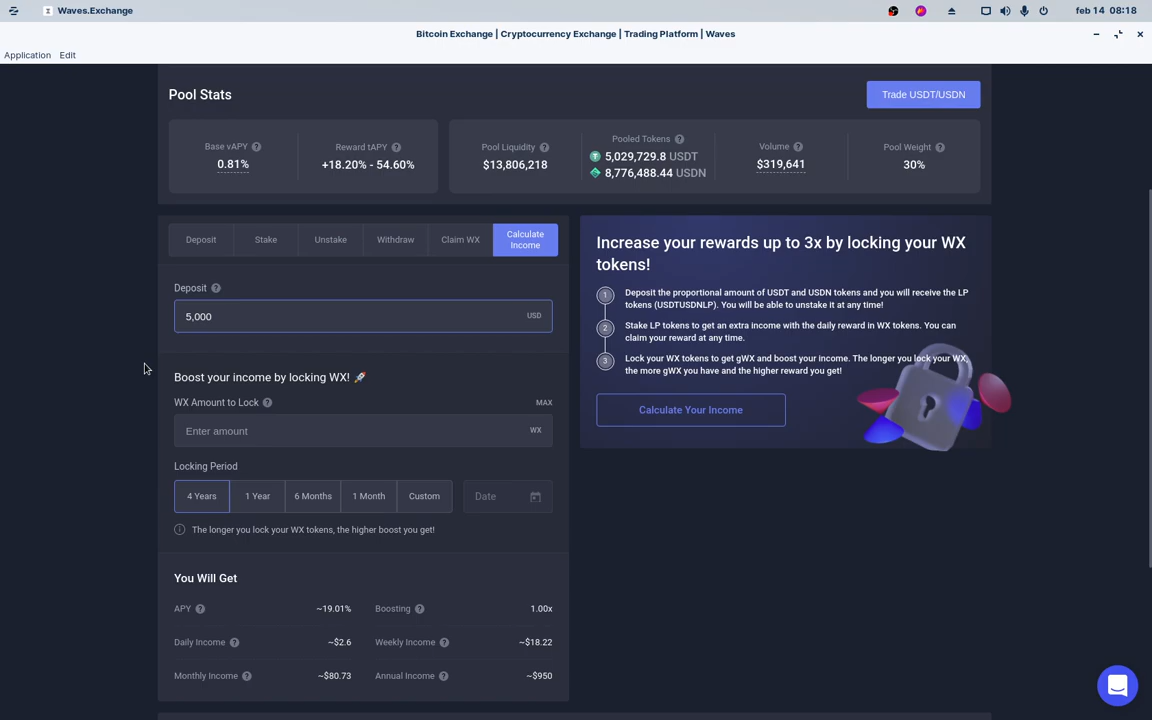 Waves.Exchange
feb 14 08:18
Bitcoin Exchange | Cryptocurrency Exchange | Trading Platform | Waves
Application Edit
Pool Stats
Trade USDT/USDN
Base vAPY
0.81%
Reward tAPY
+18.20% - 54.60%
Pool Liquidity
$13,806,218
Pooled Tokens
5,029,729.8 USDT
8,776,488.44 USDN
Volume
$319,641
Pool Weight
30%
Deposit
Stake
Unstake
Withdraw
Claim WX
Calculate
Income
Deposit
5,000 USD
Boost your income by locking WX! 🚀
WX Amount to Lock MAX
Enter amount WX
Locking Period
4 Years 1 Year 6 Months 1 Month Custom Date
The longer you lock your WX tokens, the higher boost you get!
You Will Get
APY ~19.01% Boosting 1.00x
Daily Income ~$2.6 Weekly Income ~$18.22
Monthly Income ~$80.73 Annual Income ~$950
Increase your rewards up to 3x by locking your WX
tokens!
1 Deposit the proportional amount of USDT and USDN tokens and you will receive the LP
tokens (USDTUSDNLP). You will be able to unstake it at any time!
2 Stake LP tokens to get an extra income with the daily reward in WX tokens. You can
claim your reward at any time.
3 Lock your WX tokens to get gWX and boost your income. The longer you lock your WX,
the more gWX you have and the higher reward you get!
Calculate Your Income